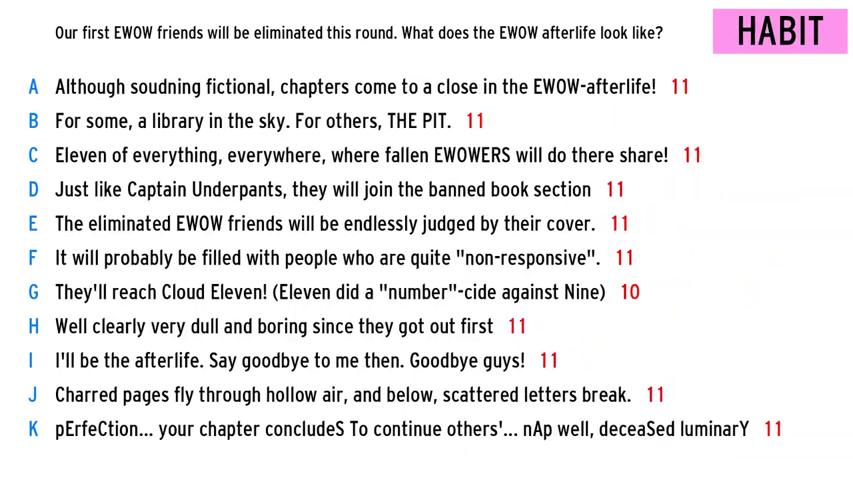 Our first EWOW friends will be eliminated this round. What does the EWOW afterlife look like?
HABIT
A Although soudning fictional, chapters come to a close in the EWOW-afterlife! 11
B For some, a library in the sky. For others, THE PIT. 11
C Eleven of everything, everywhere, where fallen EWOWERS will do there share! 11
D Just like Captain Underpants, they will join the banned book section 11
E The eliminated EWOW friends will be endlessly judged by their cover. 11
F It will probably be filled with people who are quite "non-responsive". 11
G They'll reach Cloud Eleven! (Eleven did a "number"-cide against Nine) 10
H Well clearly very dull and boring since they got out first 11
I I'll be the afterlife. Say goodbye to me then. Goodbye guys! 11
J Charred pages fly through hollow air, and below, scattered letters break. 11
K pErfeCtion... your chapter concludeS To continue others'... nAp well, deceaSed luminarY 11